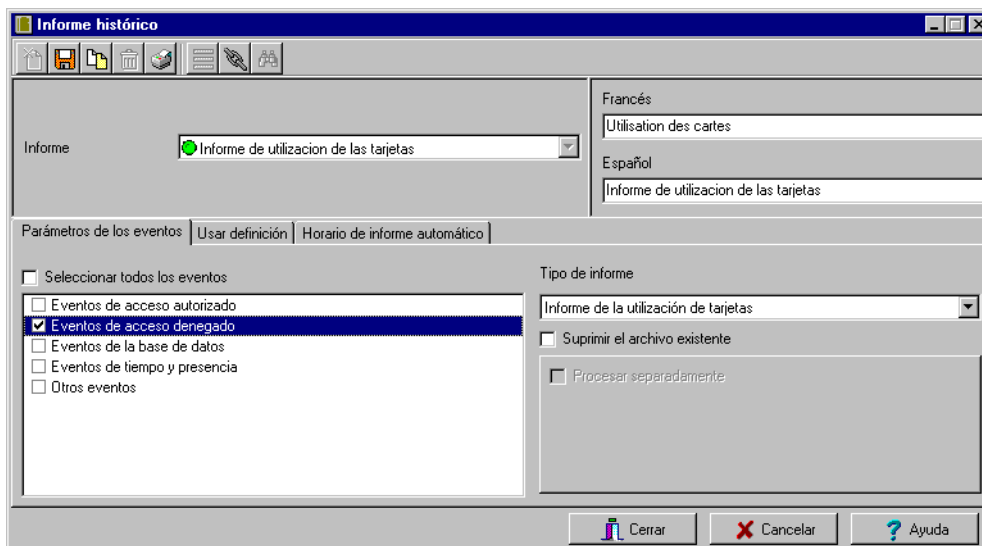 Informe histórico
Francés
Utilisation des cartes
Informe
Informe de utilizacion de las tarjetas
Español
Informe de utilizacion de las tarjetas
Parámetros de los eventos
Usar definición
Horario de informe automático
Seleccionar todos los eventos
Eventos de acceso autorizado
Eventos de acceso denegado
Eventos de la base de datos
Eventos de tiempo y presencia
Otros eventos
Tipo de informe
Informe de la utilización de tarjetas
Suprimir el archivo existente
Procesar separadamente
Cerrar
Cancelar
Ayuda